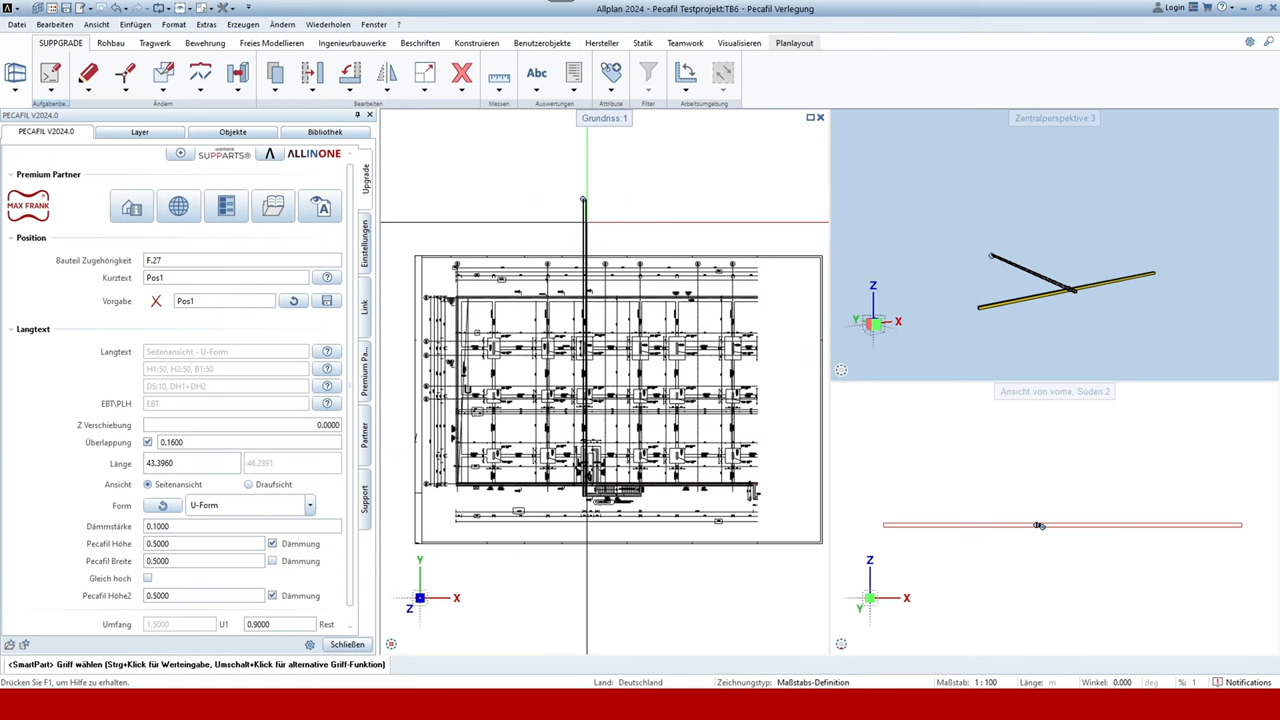 Allplan 2024 - Pecafil Testprojekt:TB6 - Pecafil Verlegung
Login
Datei Bearbeiten Ansicht Einfügen Format Extras Erzeugen Ändern Wiederholen Fenster ?
SUPPGRADE Rohbau Tragwerk Bewehrung Freies Modellieren Ingenieurbauwerke Beschriften Konstruieren Benutzerobjekte Hersteller Statik Teamwork Visualisieren Planlayout
Abc
Aufgabenbe... Ändern Bearbeiten Messen Auswertungen Attribute Filter Arbeitsumgebung
PECAFIL V2024.0
PECAFIL V2024.0 Layer Objekte Bibliothek
weitere SUPPARTS® ALLINONE
Premium Partner
MAX FRANK
Position
Bauteil Zugehörigkeit F.27
Kurztext Pos1 ?
Vorgabe Pos1
Langtext
Langtext Seitenansicht - U-Form ?
H1:50, H2:50, B1:50 ?
DS:10, DH1+DH2 ?
EBT\PLH EBT ?
Z Verschiebung 0.0000
Überlappung 0.1600
Länge 43.3960 46.2891
Ansicht Seitenansicht Draufsicht
Form U-Form
Dämmstärke 0.1000
Pecafil Höhe 0.5000 Dämmung
Pecafil Breite 0.5000 Dämmung
Gleich hoch
Pecafil Höhe2 0.5000 Dämmung
Umfang 1.5000 U1 0.9000 Rest
Schließen
Upgrade
Einstellungen
Link
Premium Pa...
Partner
Support
Grundriss:1
Y
X
Z
Zentralperspektive:3
Z
Y X
Ansicht von vorne, Süden:2
Z
X
Y
<SmartPart> Griff wählen (Strg+Klick für Werteingabe, Umschalt+Klick für alternative Griff-Funktion)
Drücken Sie F1, um Hilfe zu erhalten. Land: Deutschland Zeichnungstyp: Maßstabs-Definition Maßstab: 1 : 100 Länge: m Winkel: 0.000 deg %: 1 Notifications